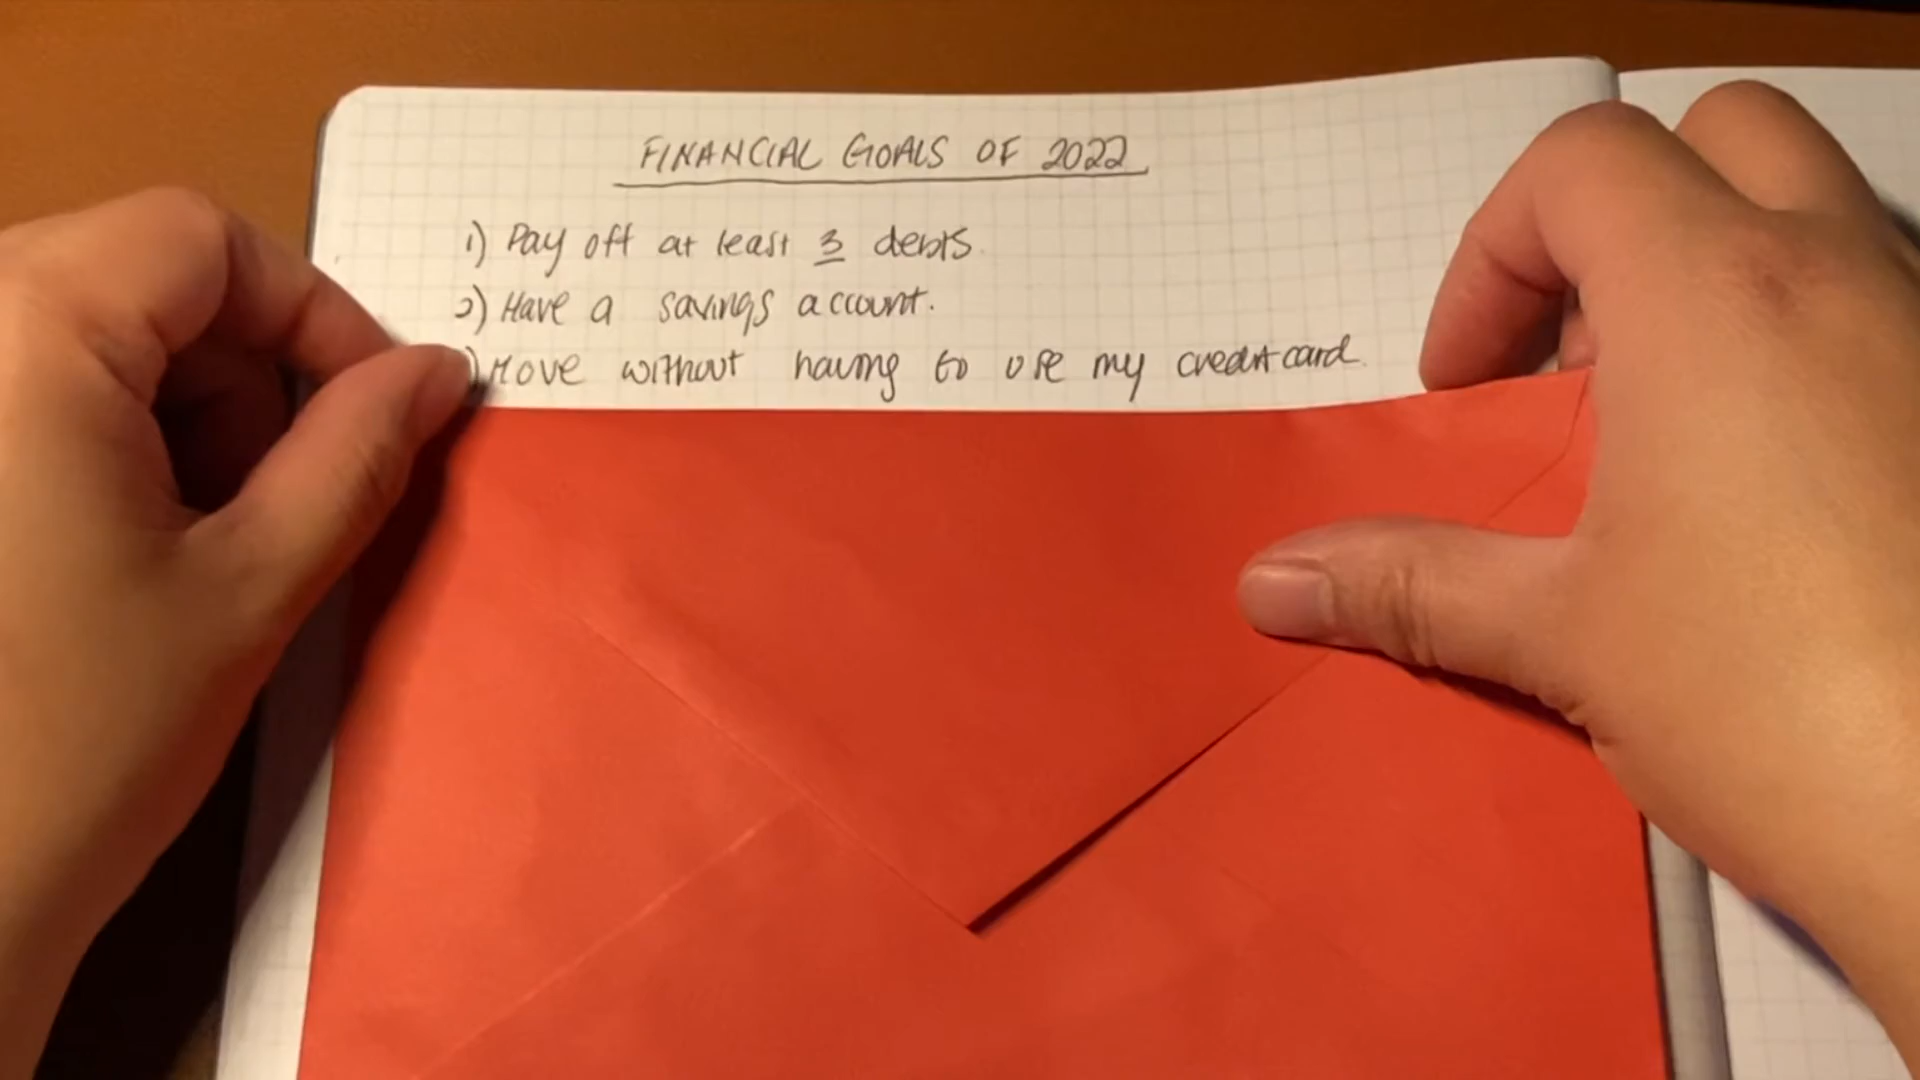 FINANCIAL GOALS OF 2022
1) Pay off at least 3 debts.
2) Have a savings account.
) Move without having to use my credit card.